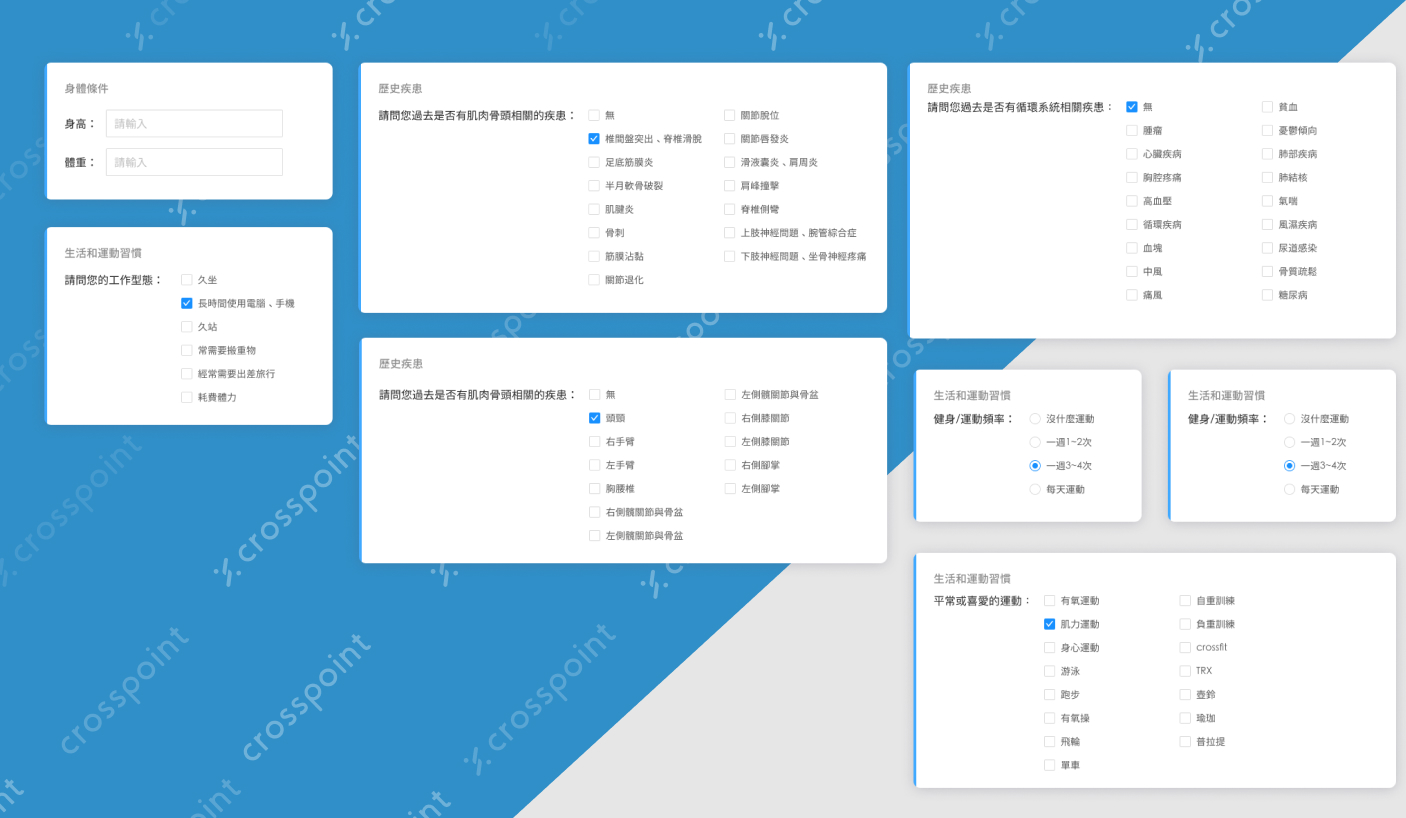 身體條件
身高：
請輸入
體重：
請輸入
生活和運動習慣
請問您的工作型態：
久坐
長時間使用電腦、手機
久站
常需要搬重物
經常需要出差旅行
耗費體力
歷史疾患
請問您過去是否有肌肉骨頭相關的疾患：
無
椎間盤突出、脊椎滑脫
足底筋膜炎
半月軟骨破裂
肌腱炎
骨刺
筋膜沾黏
關節退化
關節脫位
關節唇發炎
滑液囊炎、肩周炎
肩峰撞擊
脊椎側彎
上肢神經問題、腕管綜合症
下肢神經問題、坐骨神經疼痛
歷史疾患
請問您過去是否有肌肉骨頭相關的疾患：
無
頭頸
右手臂
左手臂
胸腰椎
右側髖關節與骨盆
左側髖關節與骨盆
左側髖關節與骨盆
右側膝關節
左側膝關節
右側腳掌
左側腳掌
歷史疾患
請問您過去是否有循環系統相關疾患：
無
腫瘤
心臟疾病
胸腔疼痛
高血壓
循環疾病
血塊
中風
痛風
貧血
憂鬱傾向
肺部疾病
肺結核
氣喘
風濕疾病
尿道感染
骨質疏鬆
糖尿病
生活和運動習慣
健身/運動頻率：
沒什麼運動
一週1~2次
一週3~4次
每天運動
生活和運動習慣
健身/運動頻率：
沒什麼運動
一週1~2次
一週3~4次
每天運動
生活和運動習慣
平常或喜愛的運動：
有氧運動
肌力運動
身心運動
游泳
跑步
有氧操
飛輪
單車
自重訓練
負重訓練
crossfit
TRX
壺鈴
瑜珈
普拉提
crosspoint
crosspoint
crosspoint
crosspoint
crosspoint